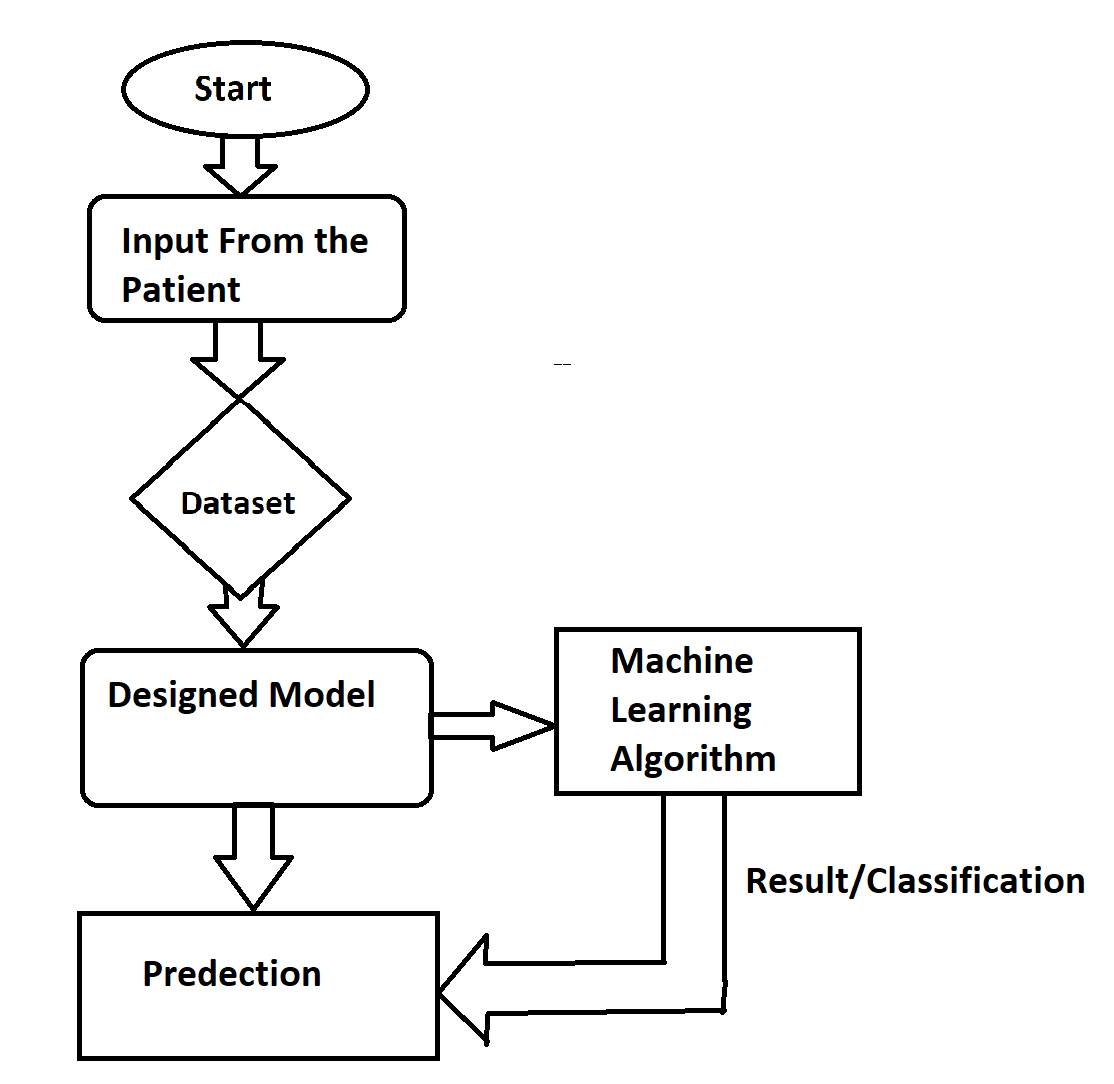 Start
Input From the
Patient
Dataset
Designed Model
Machine
Learning
Algorithm
Result/Classification
Predection